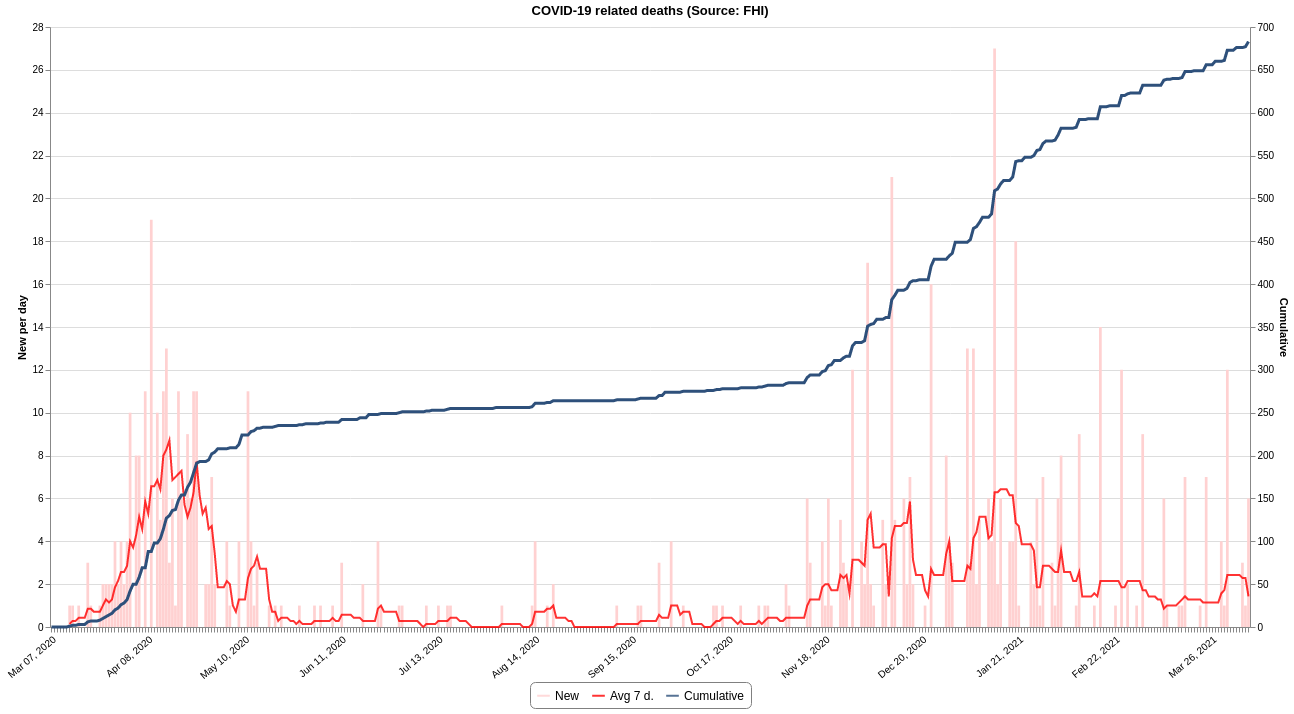 COVID-19 related deaths (Source: FHI)
28
26
24
22
20
18
16
14
12
10
8
6
4
2
0
New per day
700
650
600
550
500
450
400
350
300
250
200
150
100
50
0
Cumulative
Mar 07, 2020
Apr 08, 2020
May 10, 2020
Jun 11, 2020
Jul 13, 2020
Aug 14, 2020
Sep 15, 2020
Oct 17, 2020
Nov 18, 2020
Dec 20, 2020
Jan 21, 2021
Feb 22, 2021
Mar 26, 2021
New Avg 7 d. Cumulative